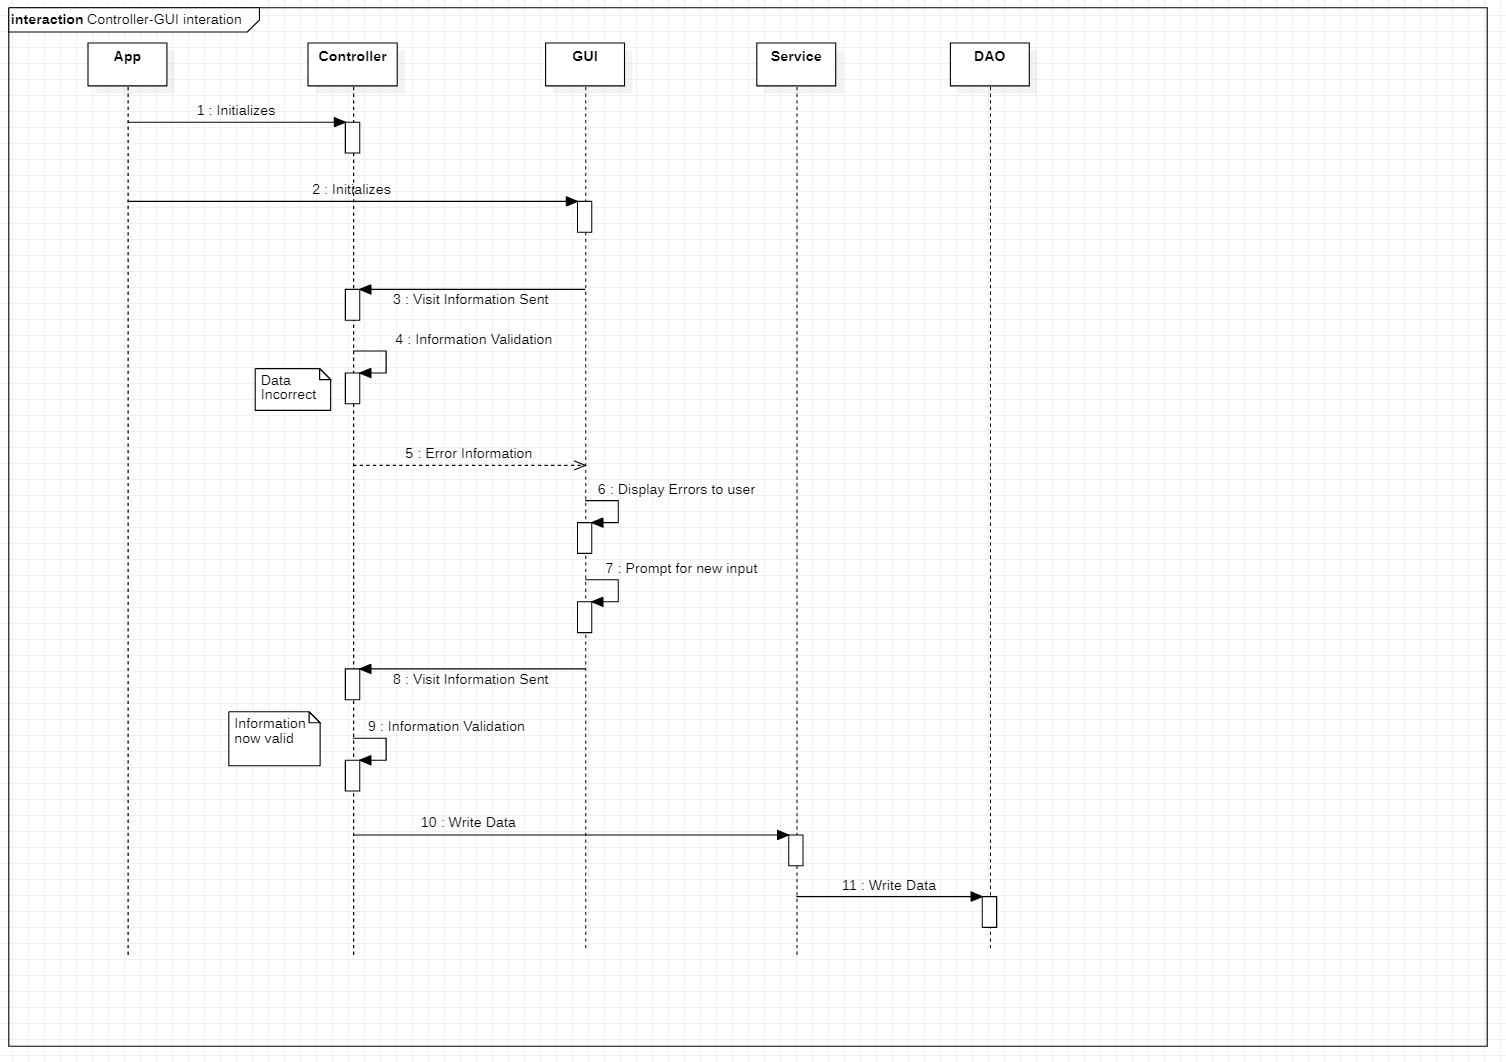 interaction Controller-GUI interation
App
Controller
GUI
Service
DAO
1 : Initializes
2 : Initializes
3 : Visit Information Sent
4 : Information Validation
Data
Incorrect
5 : Error Information
6 : Display Errors to user
7 : Prompt for new input
8 : Visit Information Sent
Information
now valid
9 : Information Validation
10 : Write Data
11 : Write Data